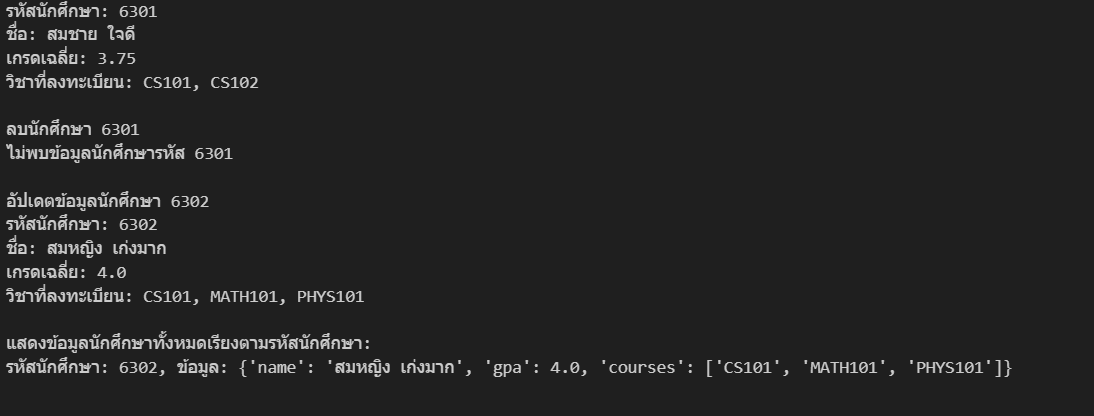 รหัสนักศึกษา: 6301
ชื่อ: สมชาย ใจดี
เกรดเฉลี่ย: 3.75
วิชาที่ลงทะเบียน: CS101, CS102
ลบนักศึกษา 6301
ไม่พบข้อมูลนักศึกษารหัส 6301
อัปเดตข้อมูลนักศึกษา 6302
รหัสนักศึกษา: 6302
ชื่อ: สมหญิง เก่งมาก
เกรดเฉลี่ย: 4.0
วิชาที่ลงทะเบียน: CS101, MATH101, PHYS101
แสดงข้อมูลนักศึกษาทั้งหมดเรียงตามรหัสนักศึกษา:
รหัสนักศึกษา: 6302, ข้อมูล: {'name': 'สมหญิง เก่งมาก', 'gpa': 4.0, 'courses': ['CS101', 'MATH101', 'PHYS101']}